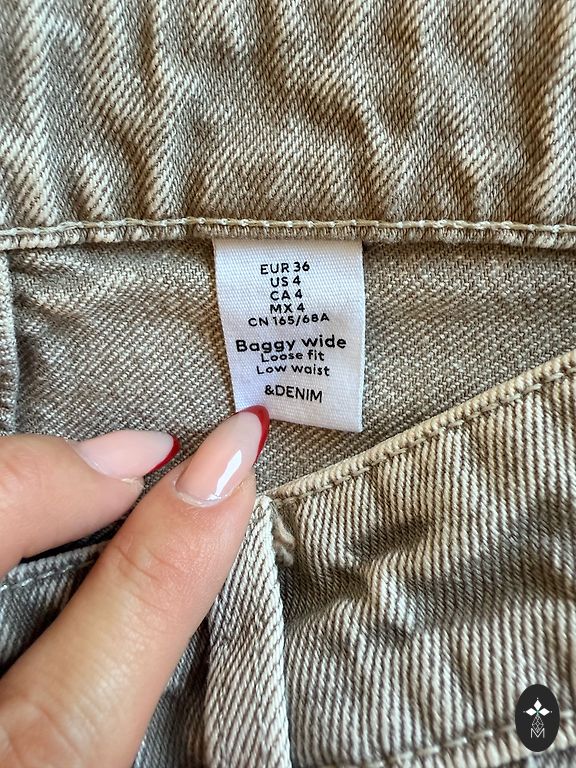 EUR 36
US 4
CA 4
MX 4
CN 165/68A
Baggy wide
Loose fit
Low waist
&DENIM
M